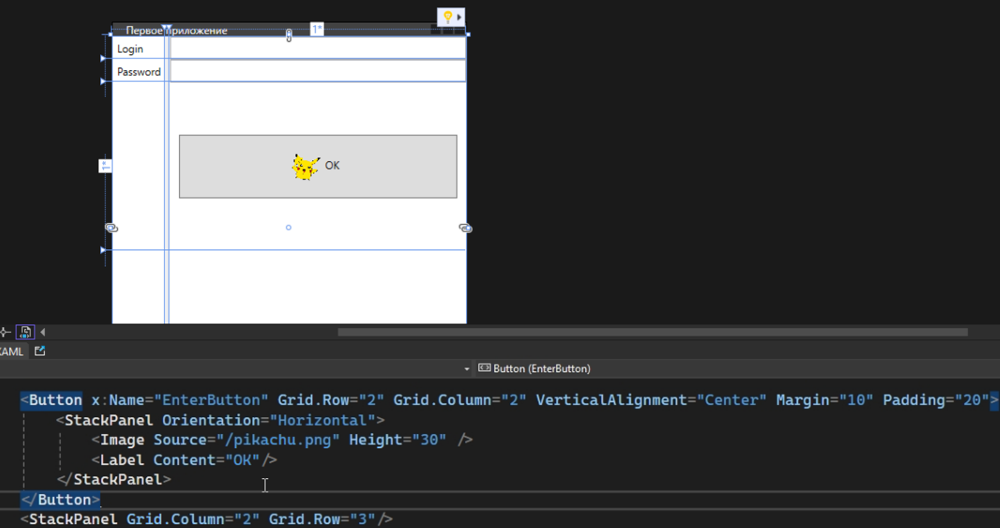 Первое приложение
1*
Login
Password
OK
XAML
Button (EnterButton)
<Button x:Name="EnterButton" Grid.Row="2" Grid.Column="2" VerticalAlignment="Center" Margin="10" Padding="20">
<StackPanel Orientation="Horizontal">
<Image Source="/pikachu.png" Height="30" />
<Label Content="OK"/>
</StackPanel>
</Button>
<StackPanel Grid.Column="2" Grid.Row="3"/>